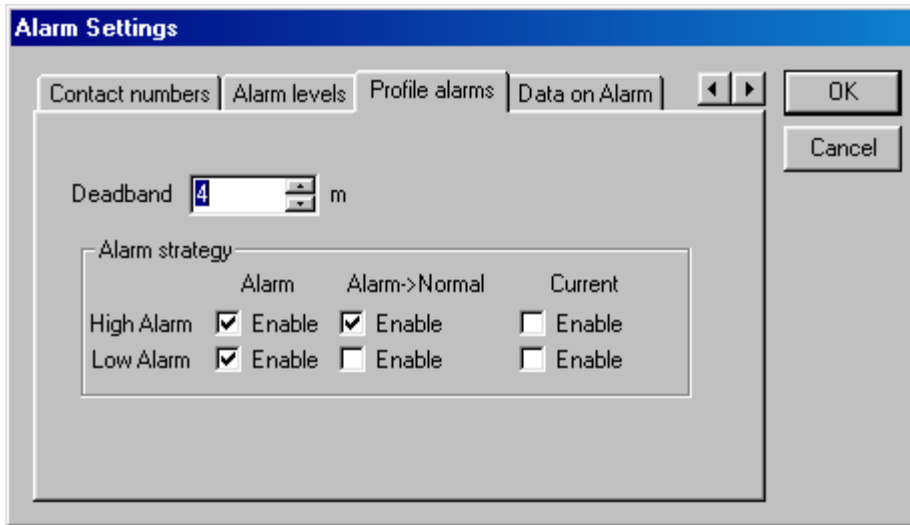 Alarm Settings
Contact numbers Alarm levels Profile alarms Data on Alarm
OK
Cancel
Deadband 4 m
Alarm strategy
Alarm Alarm->Normal Current
High Alarm Enable Enable Enable
Low Alarm Enable Enable Enable